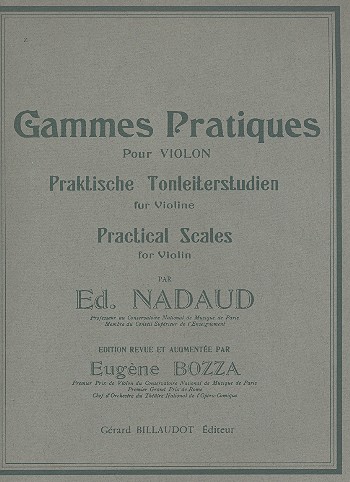 Gammes Pratiques
Pour VIOLON
Praktische Tonleiterstudien
für Violine
Practical Scales
for Violin
PAR
Ed. NADAUD
Professeur au Conservatoire National de Musique de Paris
Membre du Conseil Supérieur de l'Enseignement
EDITION REVUE ET AUGMENTÉE PAR
Eugène BOZZA
Premier Prix de Violon du Conservatoire National de Musique de Paris
Premier Grand Prix de Rome
Chef d'Orchestre du Théâtre National de l'Opéra-Comique
Gérard BILLAUDOT Éditeur